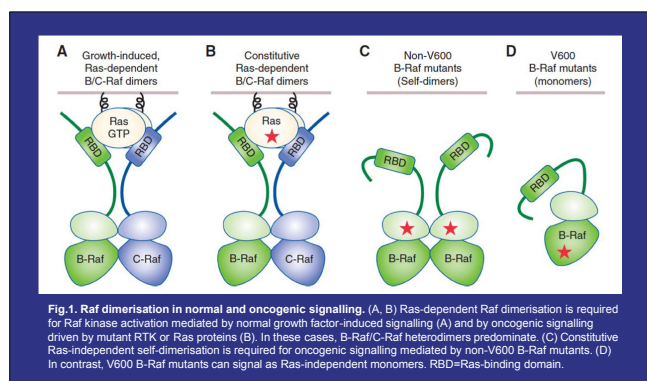 A
Growth-induced,
Ras-dependent
B/C-Raf dimers
Ras
GTP
RBD
RBD
B-Raf
C-Raf
B
Constitutive
Ras-dependent
B/C-Raf dimers
Ras
RBD
RBD
B-Raf
C-Raf
C
Non-V600
B-Raf mutants
(Self-dimers)
RBD
RBD
B-Raf
B-Raf
D
V600
B-Raf mutants
(monomers)
RBD
B-Raf
Fig.1. Raf dimerisation in normal and oncogenic signalling. (A, B) Ras-dependent Raf dimerisation is required
for Raf kinase activation mediated by normal growth factor-induced signalling (A) and by oncogenic signalling
driven by mutant RTK or Ras proteins (B). In these cases, B-Raf/C-Raf heterodimers predominate. (C) Constitutive
Ras-independent self-dimerisation is required for oncogenic signalling mediated by non-V600 B-Raf mutants. (D)
In contrast, V600 B-Raf mutants can signal as Ras-independent monomers. RBD=Ras-binding domain.